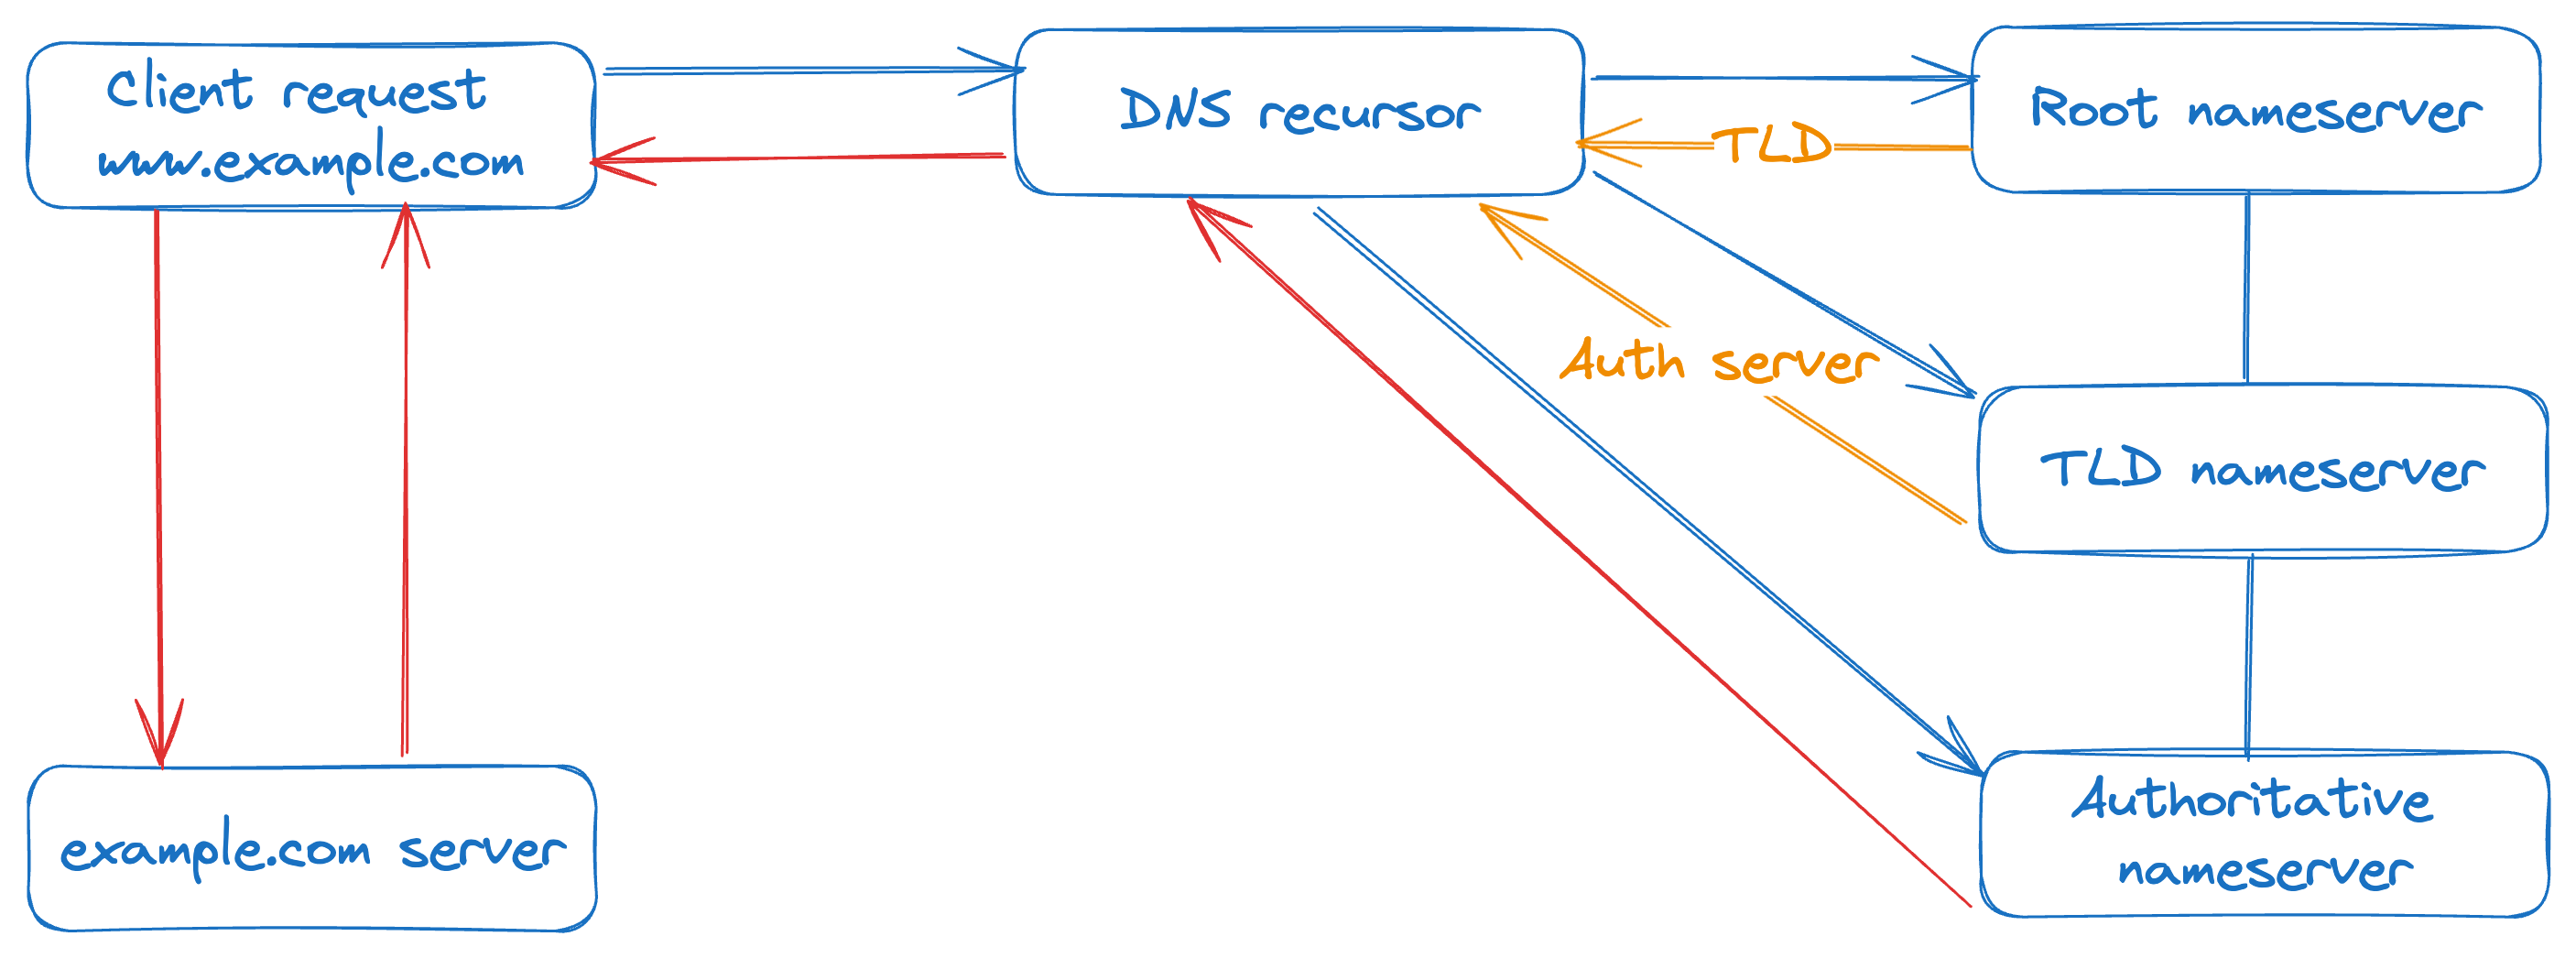 Client request
www.example.com
DNS recursor
Root nameserver
TLD
Auth server
TLD nameserver
example.com server
Authoritative
nameserver